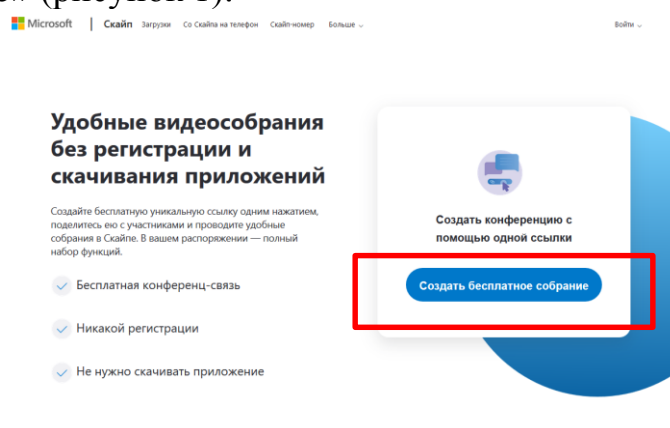 (рисунок 1).
Microsoft | Скайп Загрузки Со Скайпа на телефон Скайп-номер Больше Войти
Удобные видеособрания
без регистрации и
скачивания приложений
Создайте бесплатную уникальную ссылку одним нажатием,
поделитесь ею с участниками и проводите удобные
собрания в Скайпе. В вашем распоряжении — полный
набор функций.
Бесплатная конференц-связь
Никакой регистрации
Не нужно скачивать приложение
Создать конференцию с
помощью одной ссылки
Создать бесплатное собрание